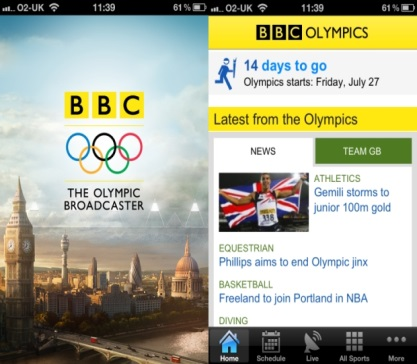 O2-UK 11:39 61%
BBC
THE OLYMPIC
BROADCASTER
O2-UK 11:39 61%
BBC OLYMPICS
14 days to go
Olympics starts: Friday, July 27
Latest from the Olympics
NEWS TEAM GB
ATHLETICS
Gemili storms to
junior 100m gold
EQUESTRIAN
Phillips aims to end Olympic jinx
BASKETBALL
Freeland to join Portland in NBA
DIVING
Home Schedule Live All Sports More